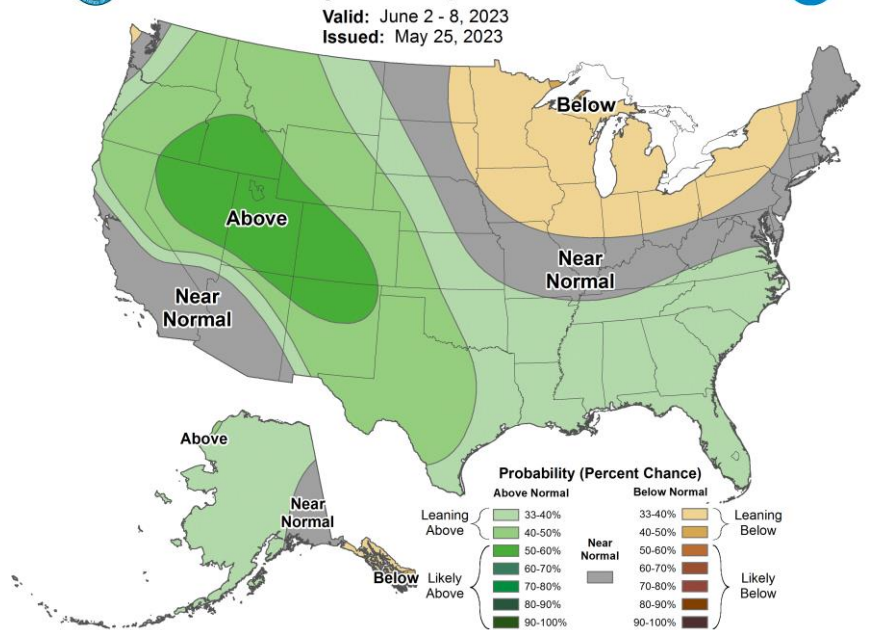 Valid: June 2 - 8, 2023
Issued: May 25, 2023
Below
Above
Near
Normal
Near
Normal
Above
Near
Normal
Below
Probability (Percent Chance)
Above Normal
Below Normal
Leaning
Above
33-40%
40-50%
Likely
Above
50-60%
60-70%
70-80%
80-90%
90-100%
Near
Normal
33-40%
40-50%
Leaning
Below
50-60%
60-70%
70-80%
80-90%
90-100%
Likely
Below